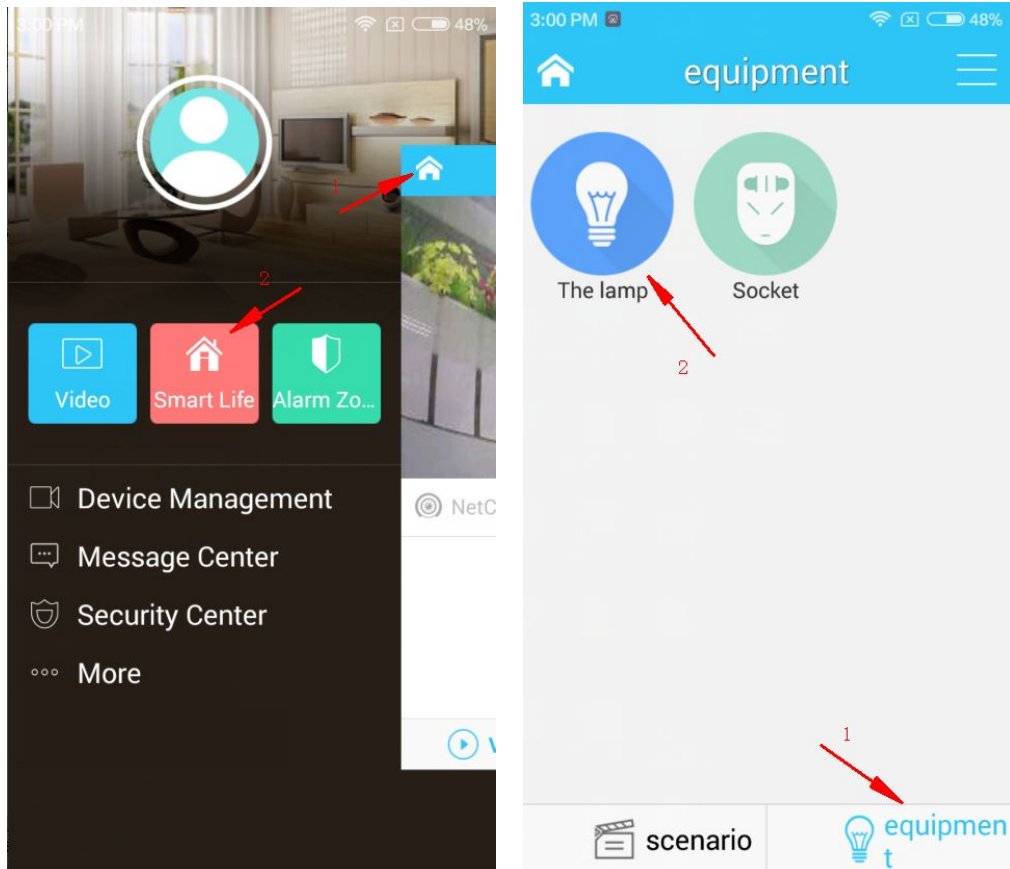 3:00 PM 48%
1
2
Video Smart Life Alarm Zo...
Device Management
NetC
Message Center
Security Center
More
3:00 PM 48%
equipment
The lamp Socket
2
1
scenario
equipmen
t